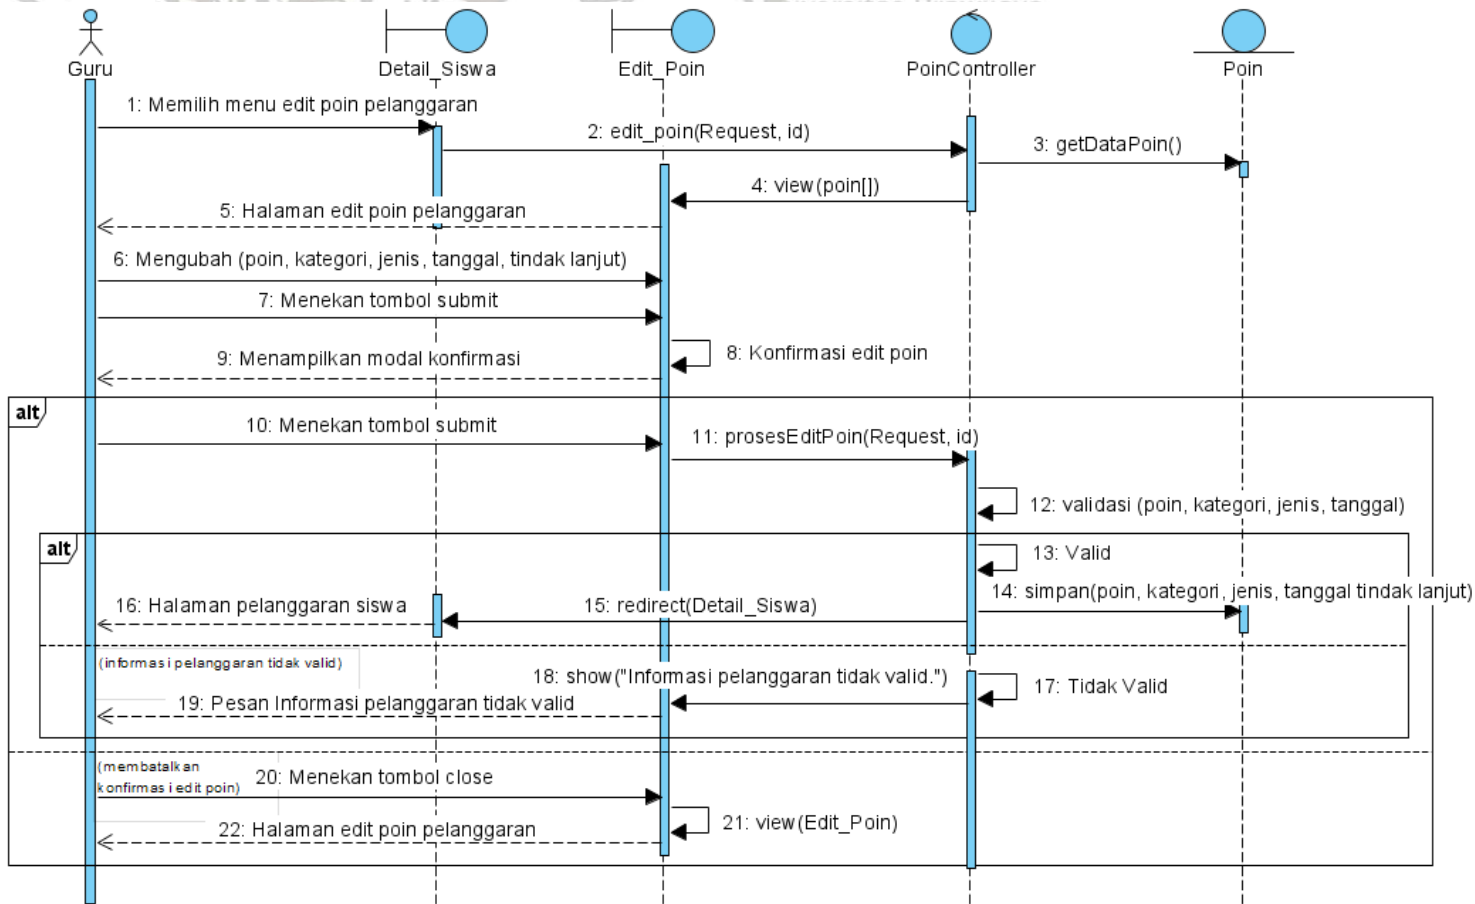 Guru
Detail_Siswa
Edit_Poin
PoinController
Poin
1: Memilih menu edit poin pelanggaran
2: edit_poin(Request, id)
3: getDataPoin()
4: view(poin[])
5: Halaman edit poin pelanggaran
6: Mengubah (poin, kategori, jenis, tanggal, tindak lanjut)
7: Menekan tombol submit
8: Konfirmasi edit poin
9: Menampilkan modal konfirmasi
alt
10: Menekan tombol submit
11: prosesEditPoin(Request, id)
12: validasi (poin, kategori, jenis, tanggal)
alt
13: Valid
14: simpan(poin, kategori, jenis, tanggal tindak lanjut)
15: redirect(Detail_Siswa)
16: Halaman pelanggaran siswa
(informasi pelanggaran tidak valid)
17: Tidak Valid
18: show("Informasi pelanggaran tidak valid.")
19: Pesan Informasi pelanggaran tidak valid
(membatalkan
konfirmasi edit poin)
20: Menekan tombol close
21: view(Edit_Poin)
22: Halaman edit poin pelanggaran